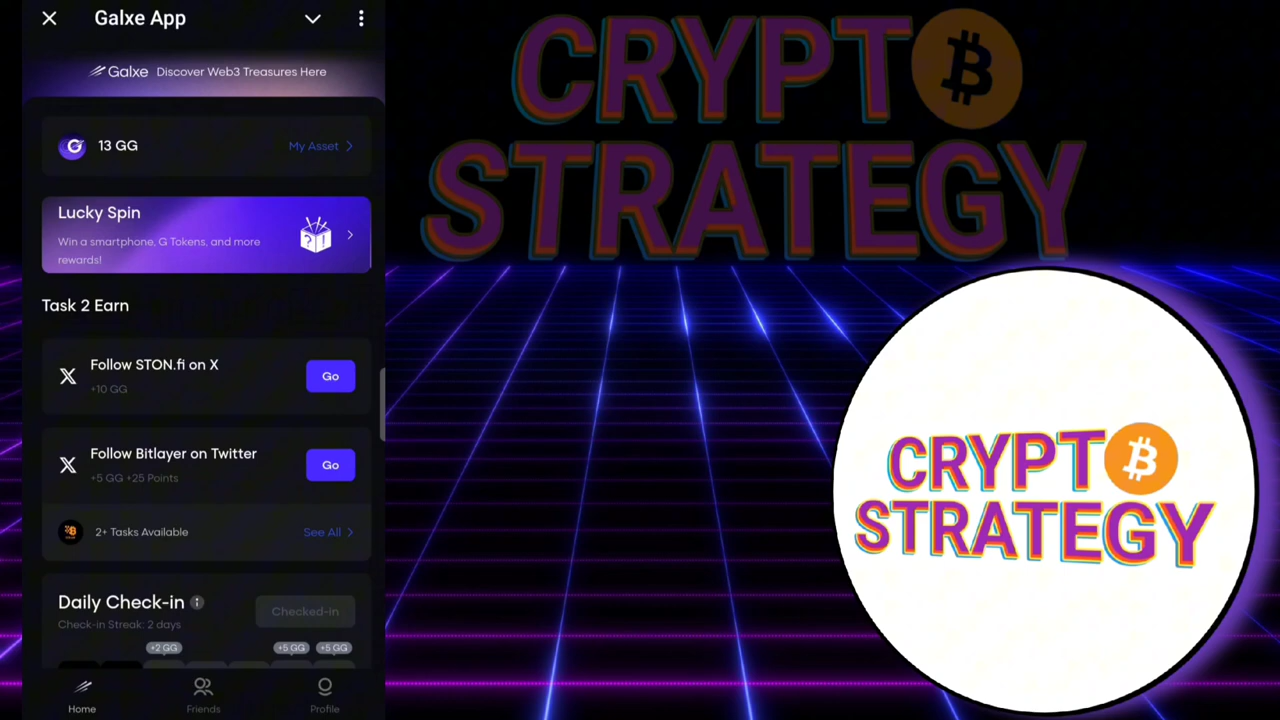 Galxe App
Galxe Discover Web3 Treasures Here
13 GG
My Asset
Lucky Spin
Win a smartphone, G Tokens, and more
rewards!
Task 2 Earn
Follow STON.fi on X
+10 GG
Go
Follow Bitlayer on Twitter
+5 GG +25 Points
Go
2+ Tasks Available
See All
Daily Check-in
Checked-in
Check-in Streak: 2 days
+2 GG
+5 GG
+5 GG
Home
Friends
Profile
CRYPT₿
STRATEGY
CRYPT₿
STRATEGY